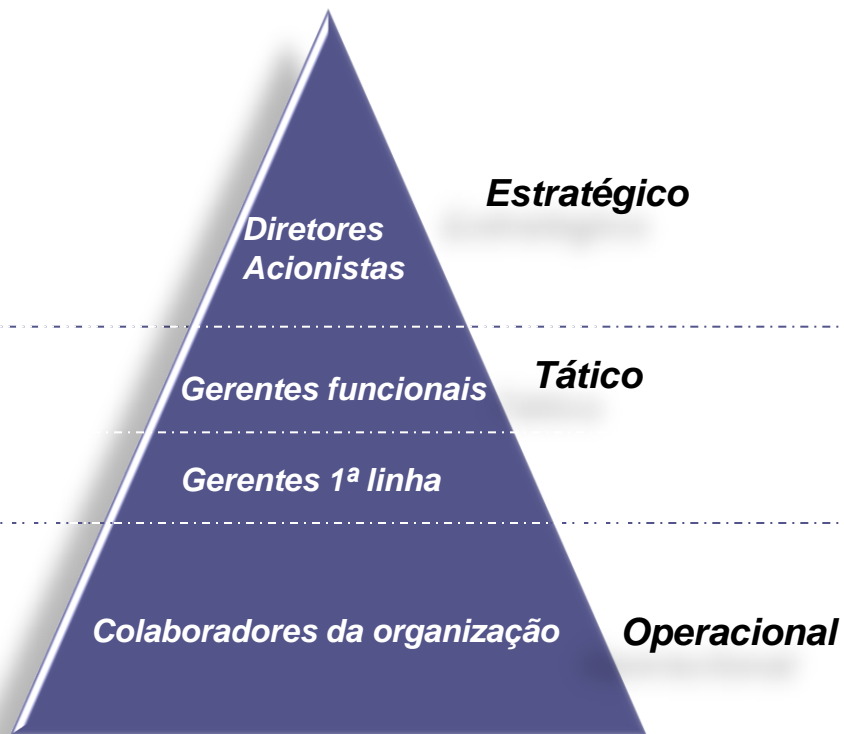 Estratégico
Diretores
Acionistas
Tático
Gerentes funcionais
Gerentes 1ª linha
Colaboradores da organização
Operacional